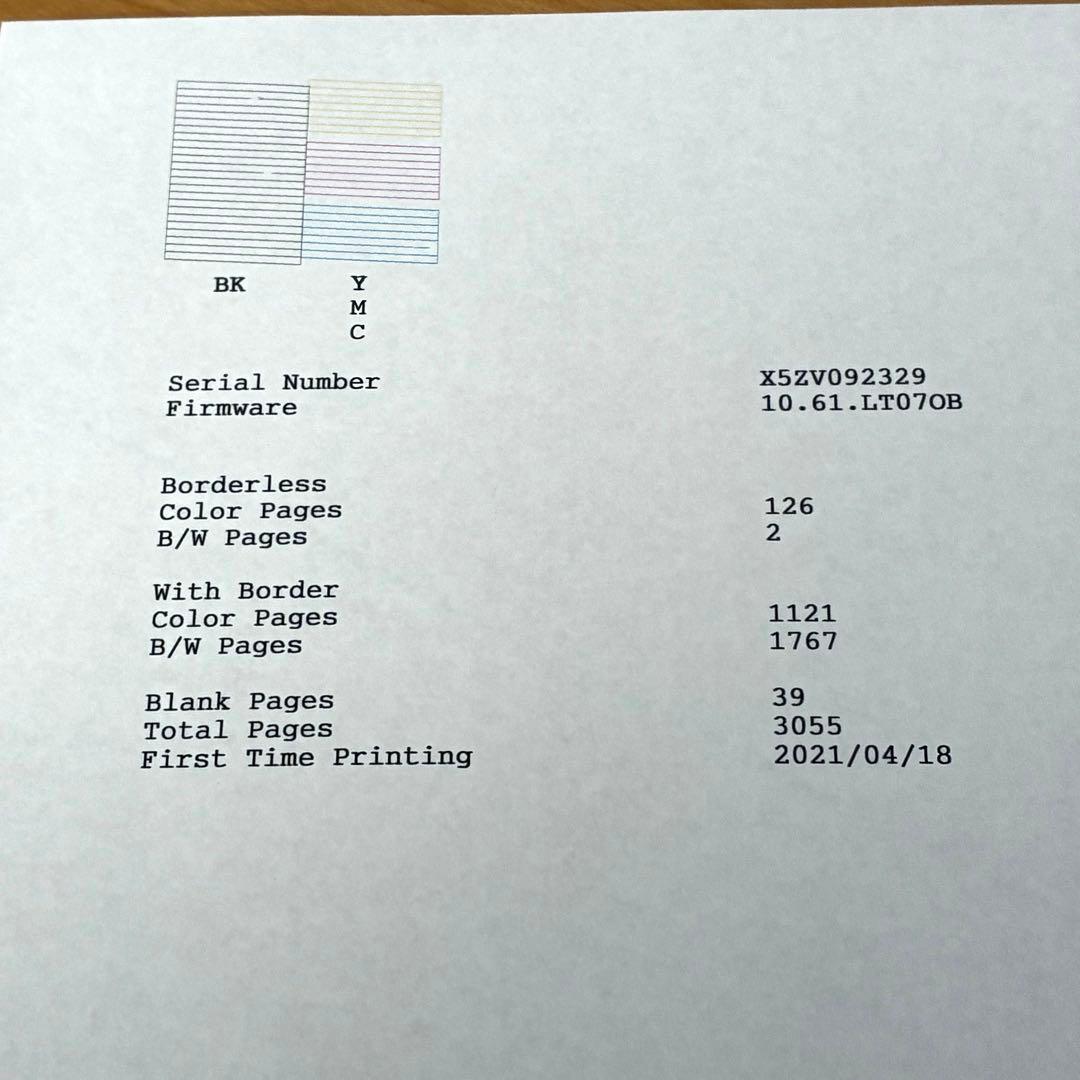 BK Y
M
C
Serial Number X5ZV092329
Firmware 10.61.LT07OB
Borderless
Color Pages 126
B/W Pages 2
With Border
Color Pages 1121
B/W Pages 1767
Blank Pages 39
Total Pages 3055
First Time Printing 2021/04/18